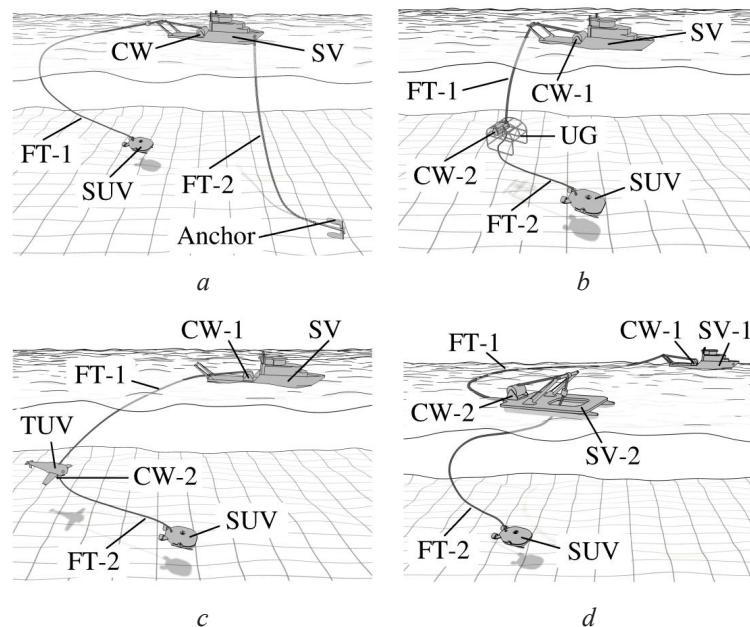 CW
SV
FT-1
SUV
FT-2
Anchor
a
SV
FT-1
CW-1
UG
CW-2
SUV
FT-2
b
CW-1
SV
FT-1
TUV
CW-2
SUV
FT-2
c
CW-1
SV-1
FT-1
CW-2
SV-2
FT-2
SUV
d